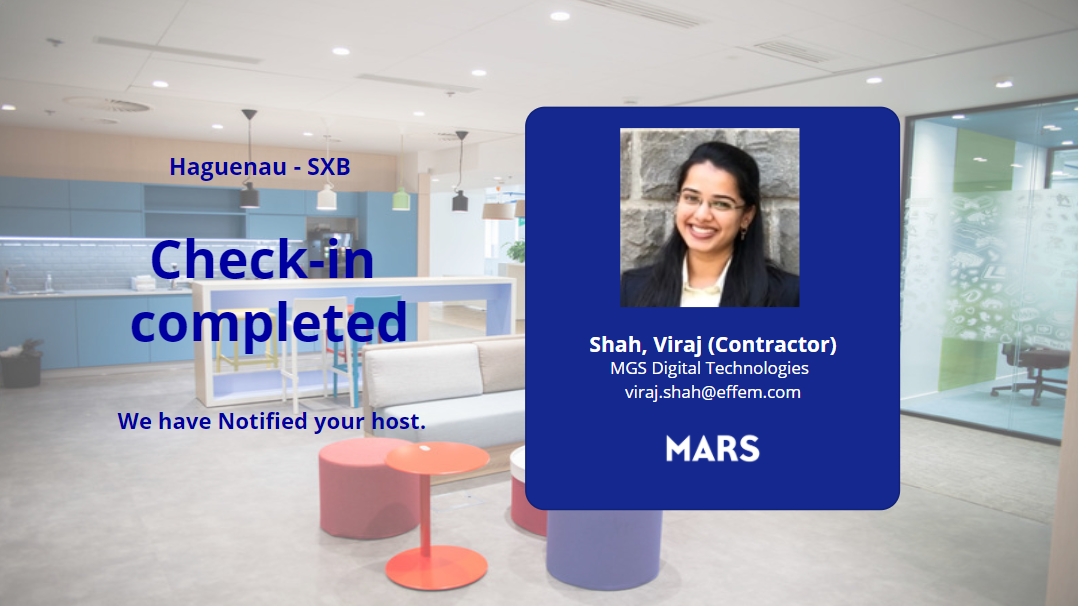 Haguenau - SXB
Check-in
completed
We have Notified your host.
Shah, Viraj (Contractor)
MGS Digital Technologies
viraj.shah@effem.com
MARS